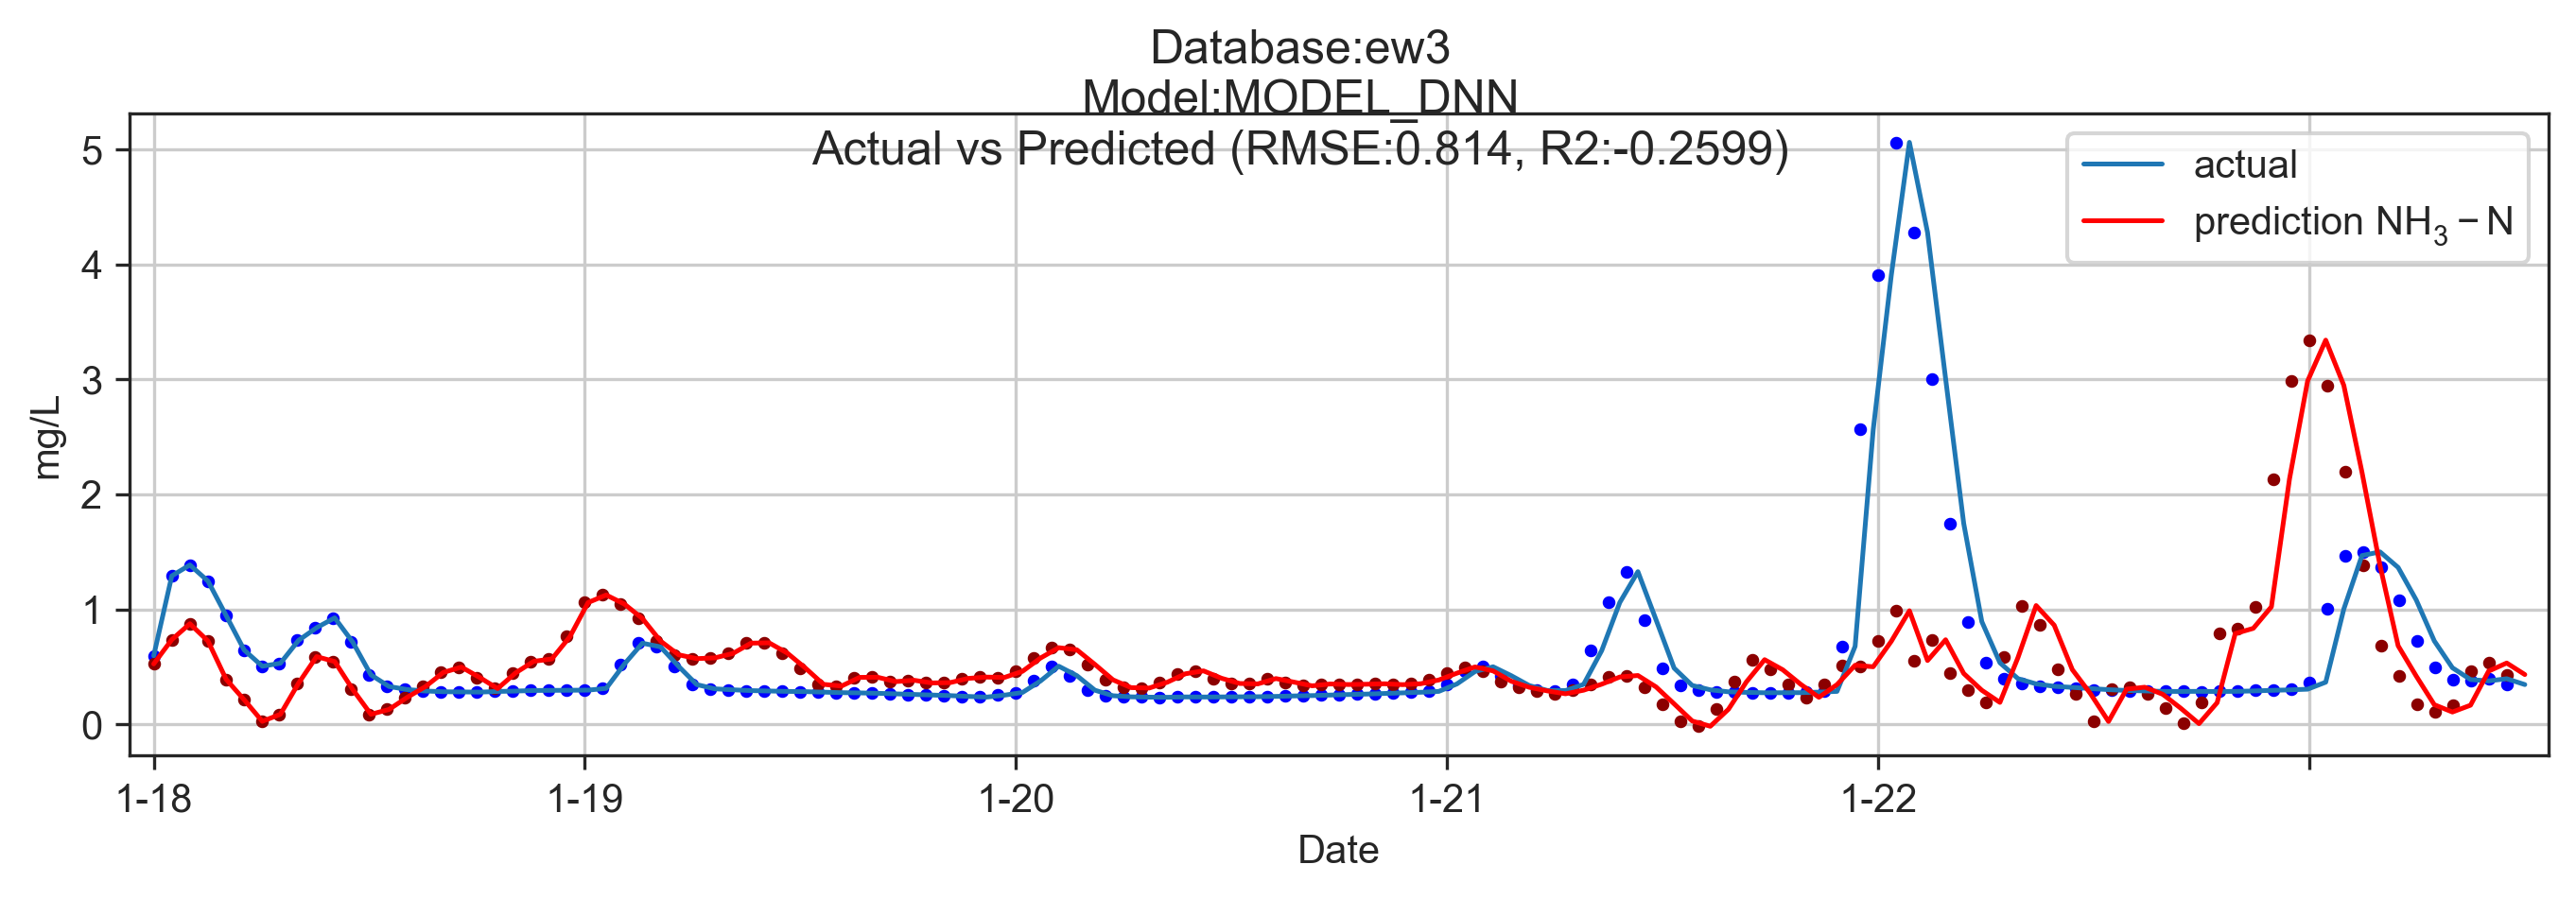 Database:ew3
Model:MODEL_DNN
Actual vs Predicted (RMSE:0.814, R2:-0.2599)
actual
prediction NH₃ − N
5
4
3
2
1
0
mg/L
1-18
1-19
1-20
1-21
1-22
Date